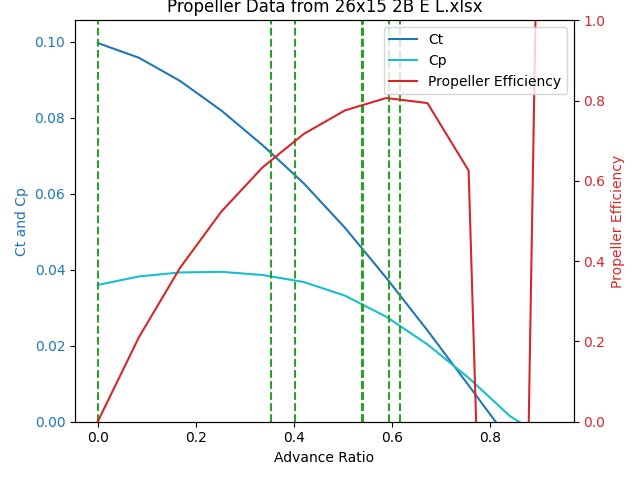 Propeller Data from 26x15 2B E L.xlsx
Ct
Cp
Propeller Efficiency
0.10
0.08
0.06
0.04
0.02
0.00
Ct and Cp
1.0
0.8
0.6
0.4
0.2
0.0
Propeller Efficiency
0.0 0.2 0.4 0.6 0.8
Advance Ratio